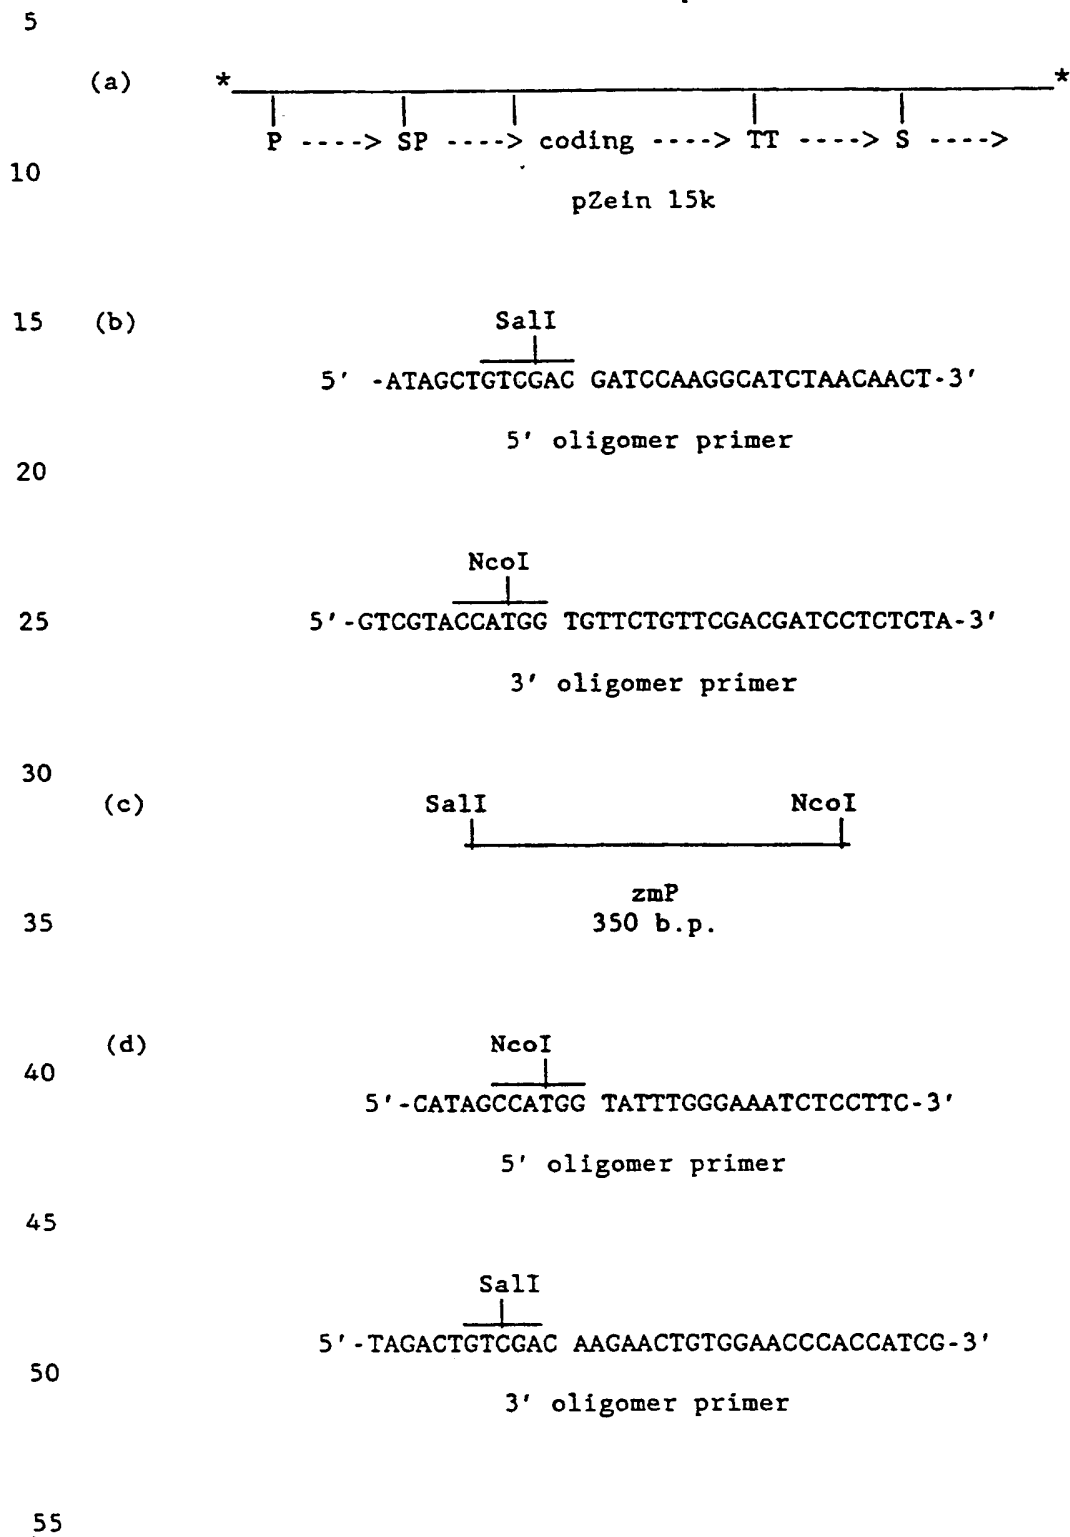 5
(a) * *
P ----> SP ----> coding ----> TT ----> S ---->
10
pZein 15k
15 (b) SalI
5' -ATAGCTGTCGAC GATCCAAGGCATCTAACAACT-3'
5' oligomer primer
20
NcoI
25 5'-GTCGTACCATGG TGTTCTGTTCGACGATCCTCTCTA-3'
3' oligomer primer
30
(c) SalI NcoI
zmP
35 350 b.p.
(d) NcoI
40
5'-CATAGCCATGG TATTTGGGAAATCTCCTTC-3'
5' oligomer primer
45
SalI
5'-TAGACTGTCGAC AAGAACTGTGGAACCCACCATCG-3'
50
3' oligomer primer
55